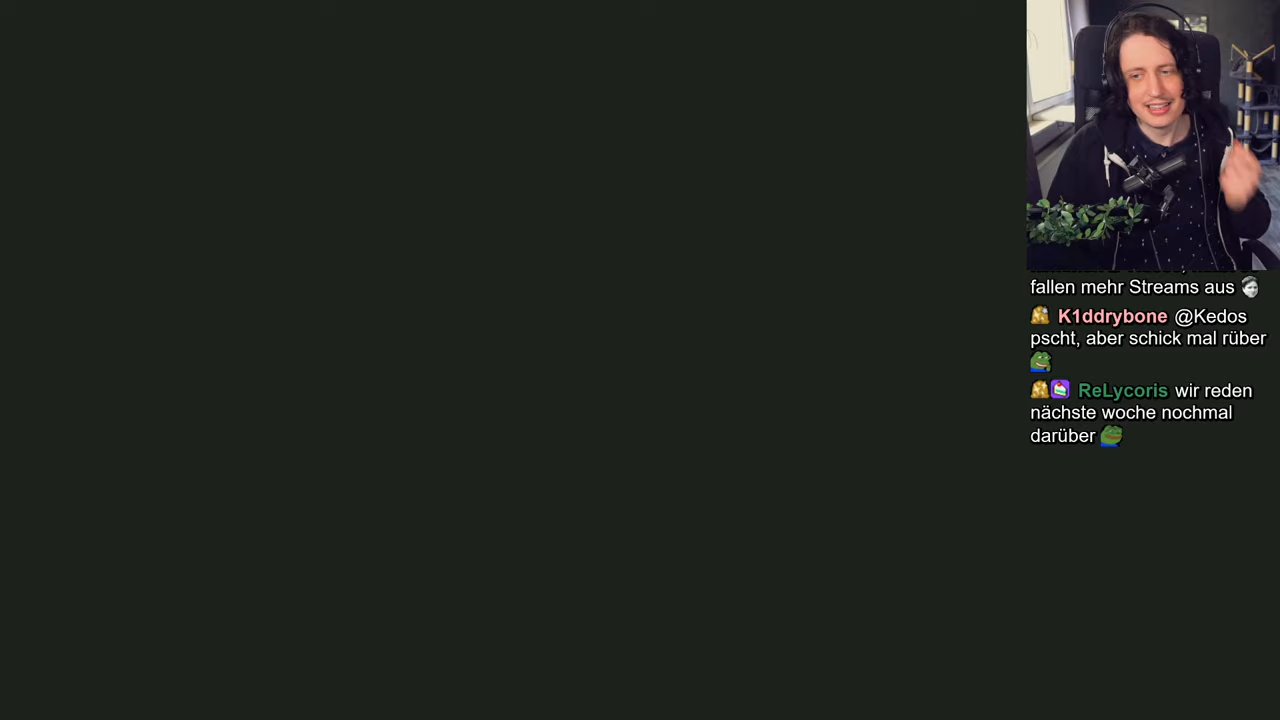 fallen mehr Streams aus
K1ddrybone @Kedos
pscht, aber schick mal rüber
ReLycoris wir reden
nächste woche nochmal
darüber